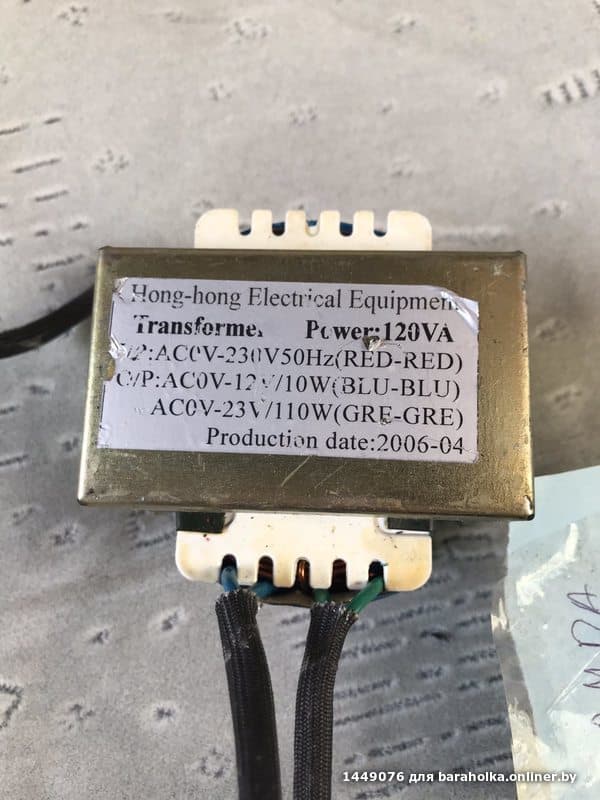 Hong-hong Electrical Equipment
Transformer Power:120VA
I/P:AC0V-230V50Hz(RED-RED)
O/P:AC0V-12V/10W(BLU-BLU)
AC0V-23V/110W(GRE-GRE)
Production date:2006-04
1449076 для baraholka.onliner.by